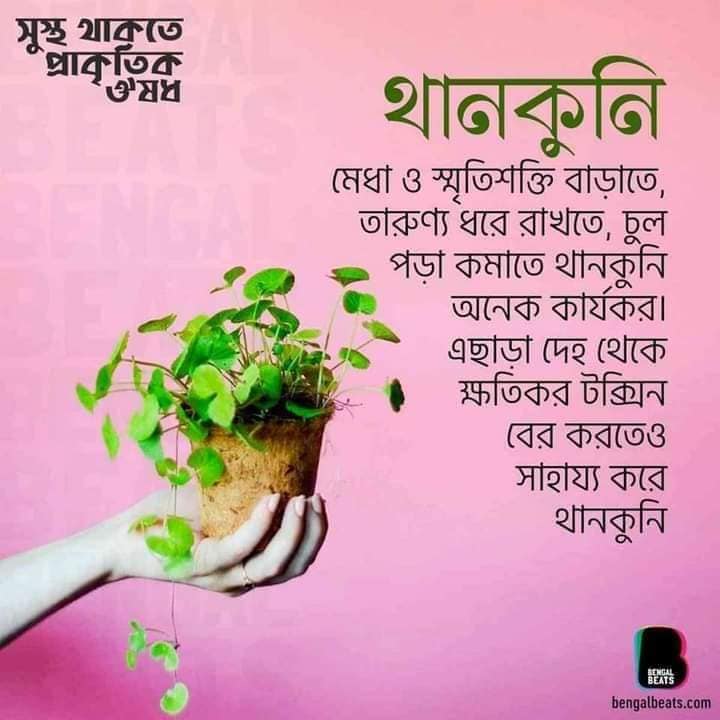 সুস্থ থাকতে
প্রাকৃতিক
ঔষধ
থানকুনি
মেধা ও স্মৃতিশক্তি বাড়াতে,
তারুণ্য ধরে রাখতে, চুল
পড়া কমাতে থানকুনি
অনেক কার্যকর।
এছাড়া দেহ থেকে
ক্ষতিকর টক্সিন
বের করতেও
সাহায্য করে
থানকুনি
BENGAL
BEATS
bengalbeats.com